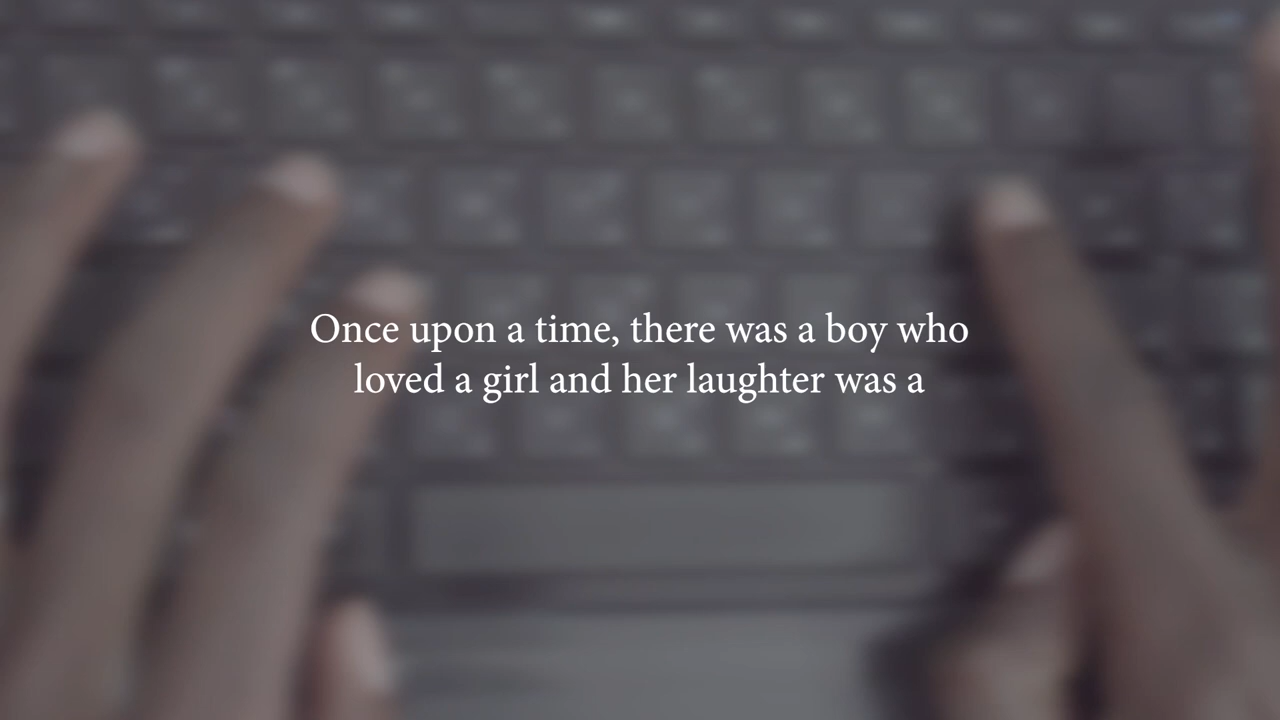 Once upon a time, there was a boy who
loved a girl and her laughter was a